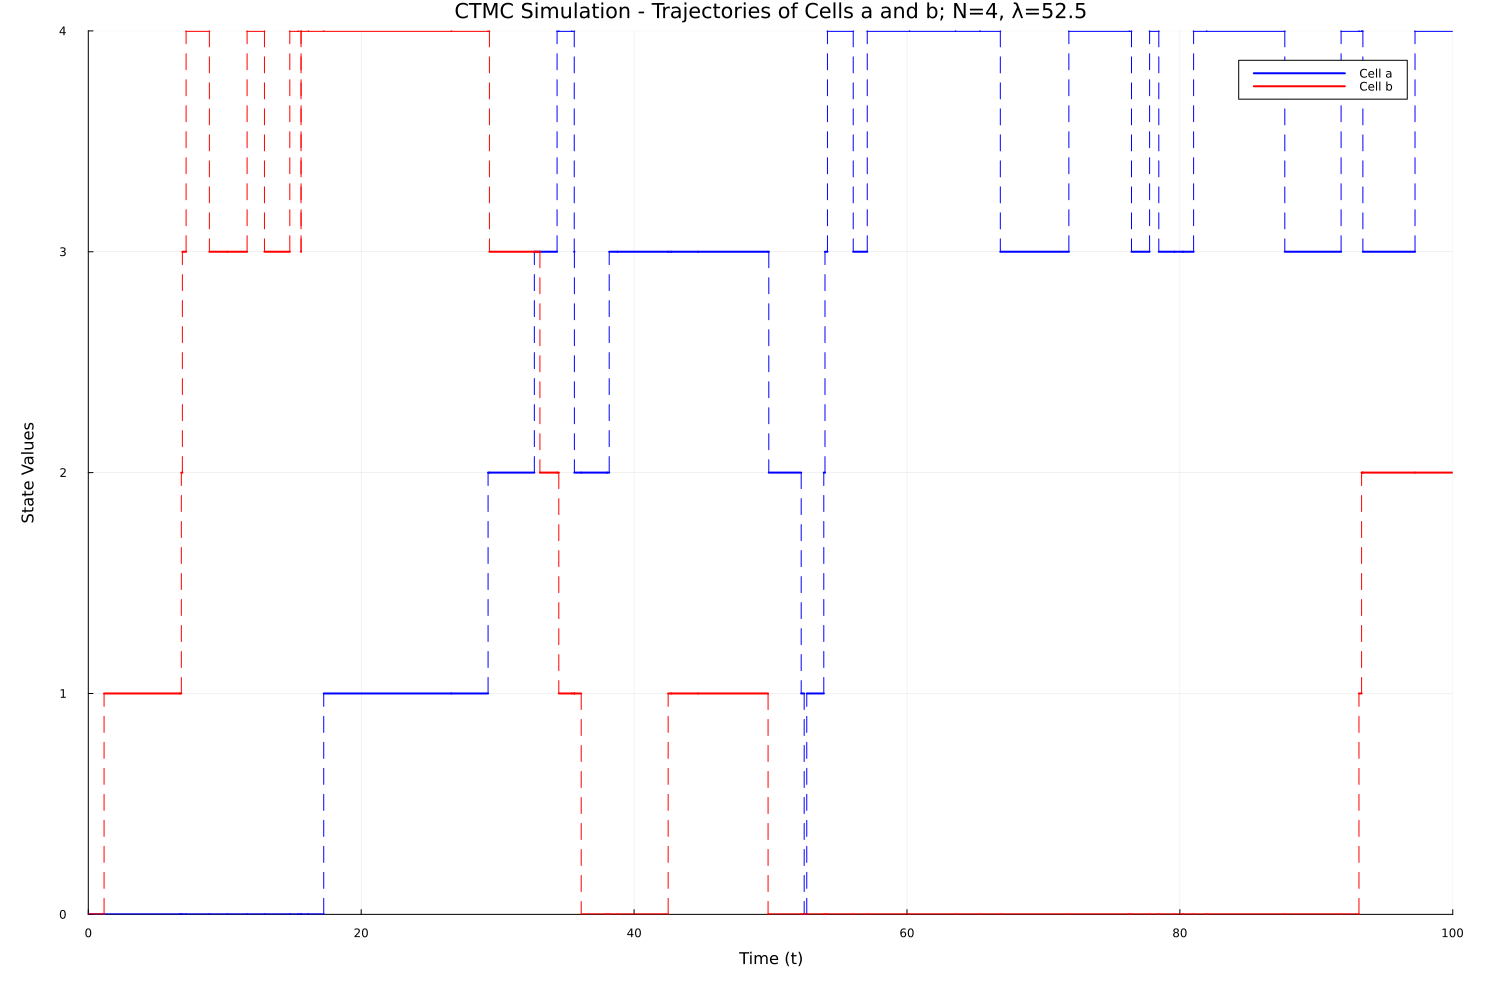 CTMC Simulation - Trajectories of Cells a and b; N=4, λ=52.5
4
Cell a
Cell b
3
State Values
2
1
0
0 20 40 60 80 100
Time (t)